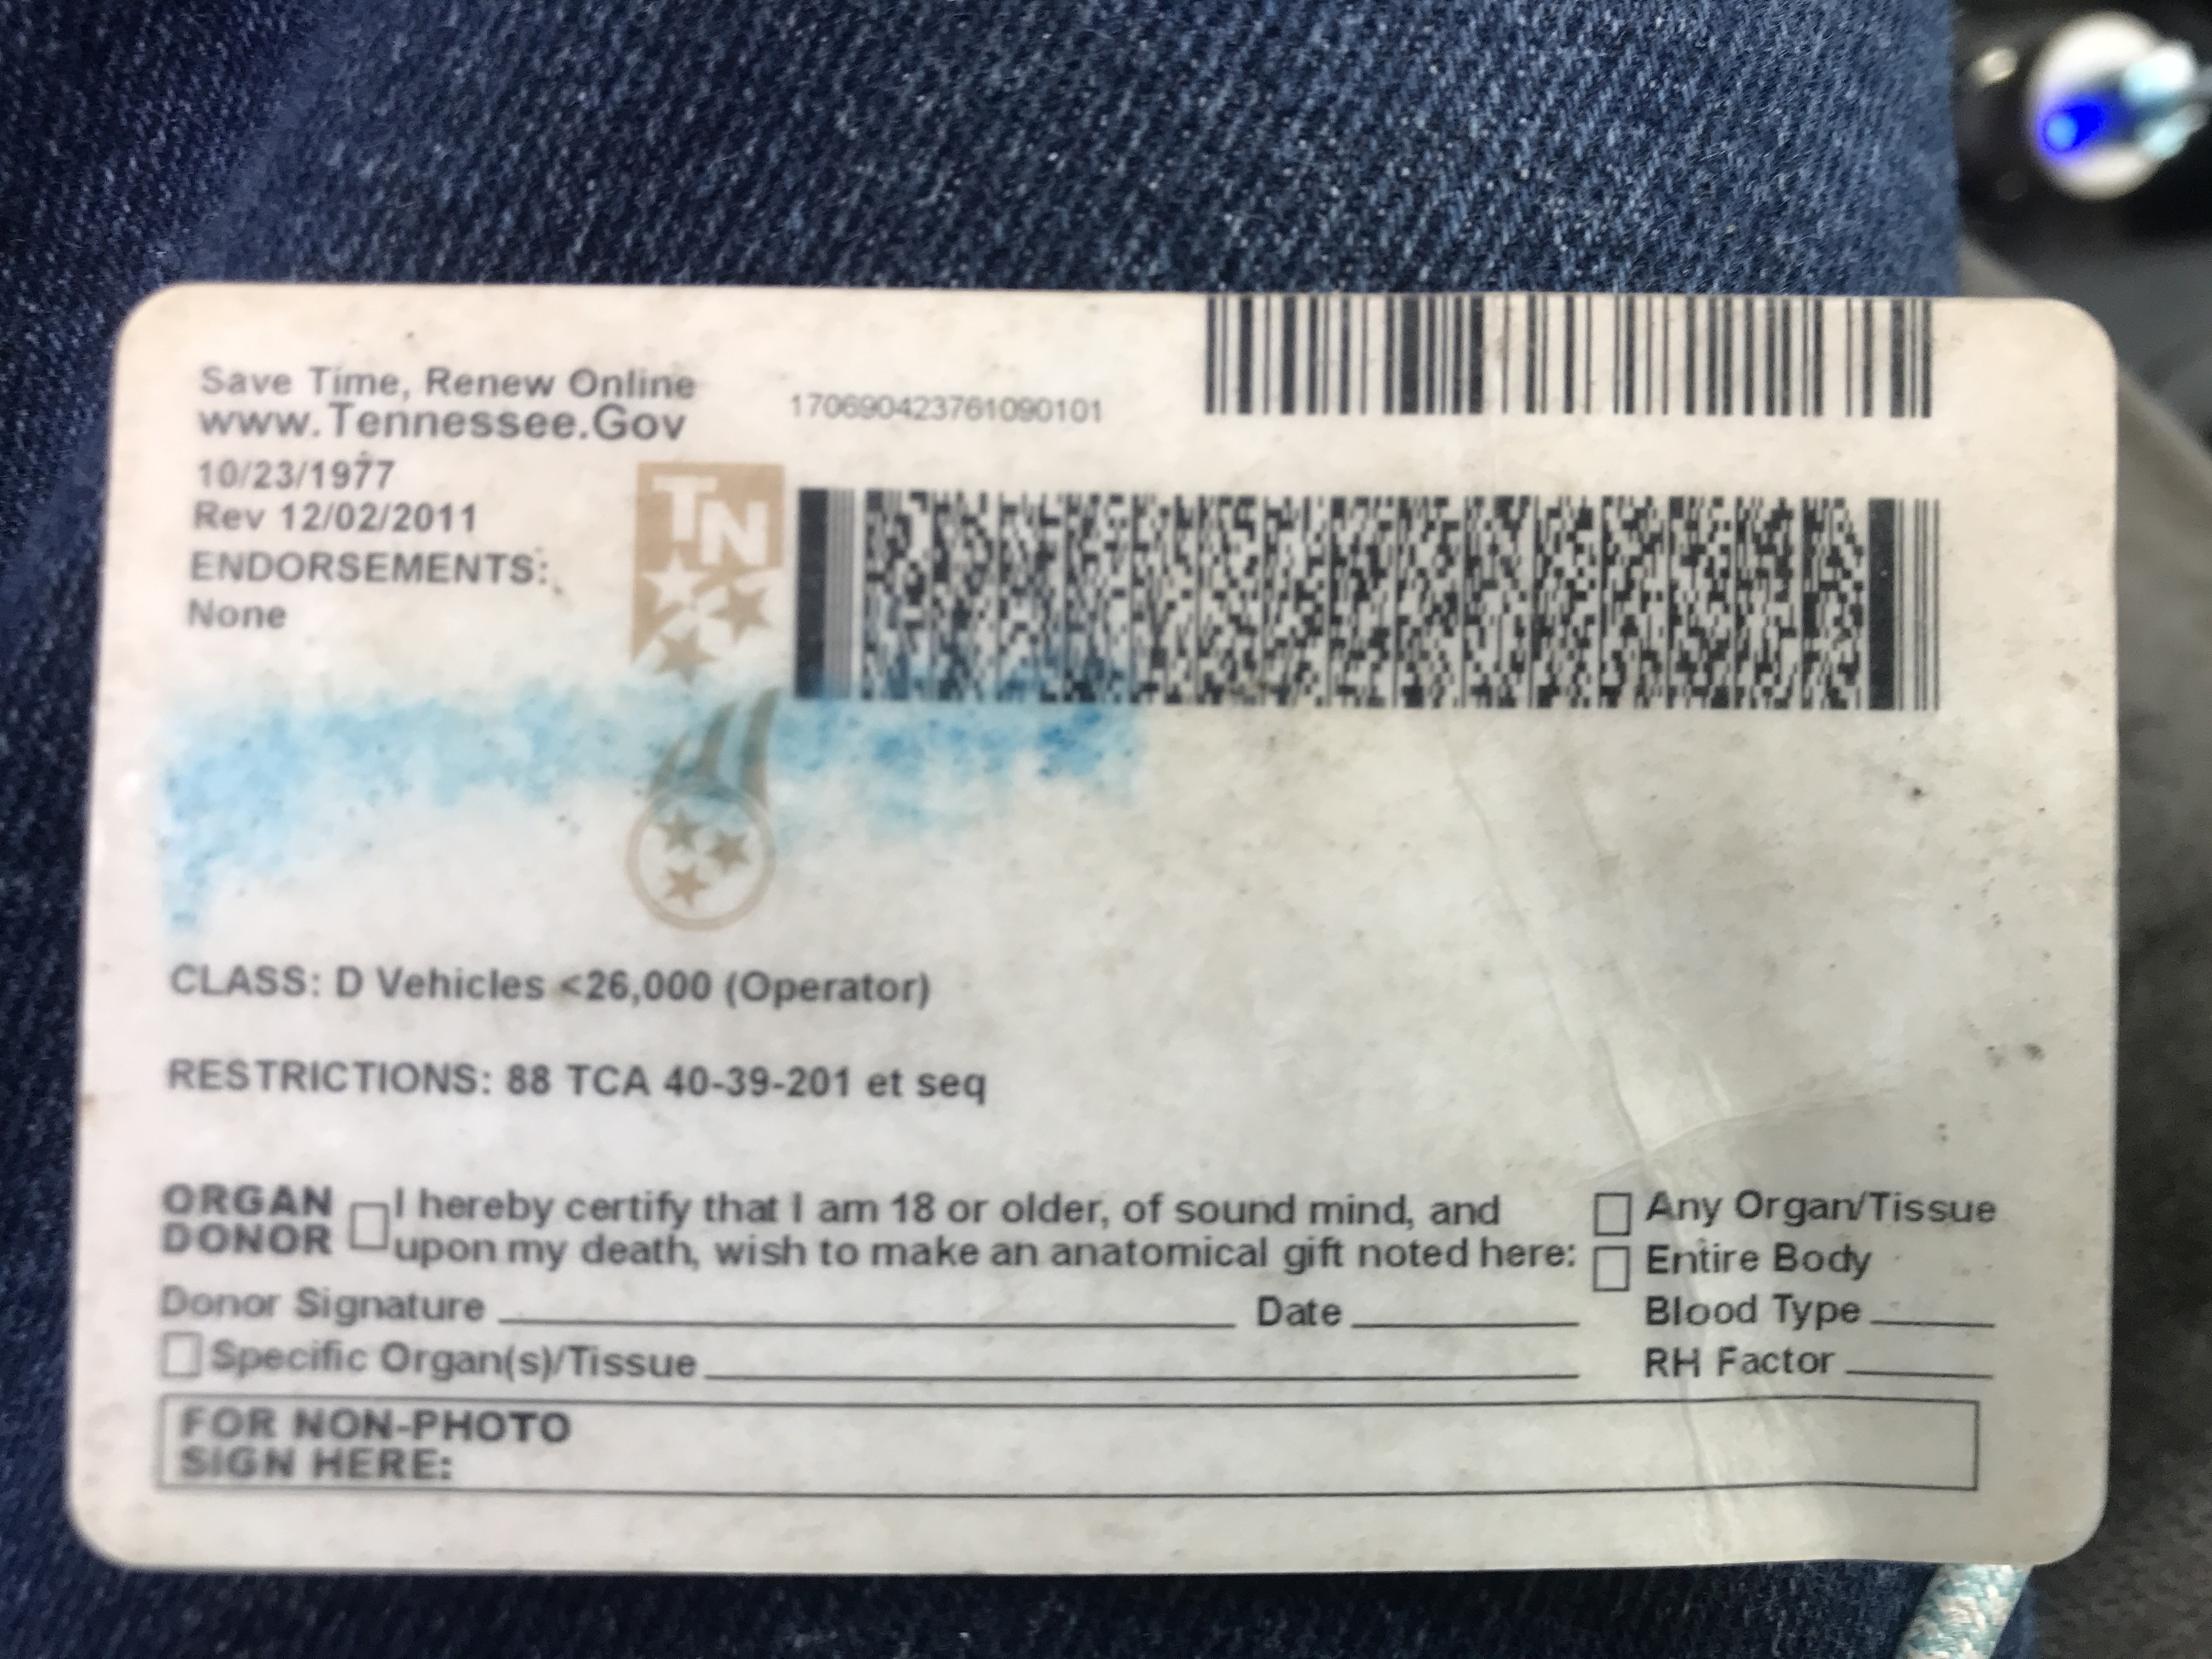 Save Time, Renew Online
www.Tennessee.Gov
170690423761090101
10/23/1977
Rev 12/02/2011
ENDORSEMENTS:
None
TN
CLASS: D Vehicles <26,000 (Operator)
RESTRICTIONS: 88 TCA 40-39-201 et seq
ORGAN DONOR
I hereby certify that I am 18 or older, of sound mind, and
upon my death, wish to make an anatomical gift noted here:
Any Organ/Tissue
Entire Body
Donor Signature Date
Blood Type
Specific Organ(s)/Tissue
RH Factor
FOR NON-PHOTO
SIGN HERE: